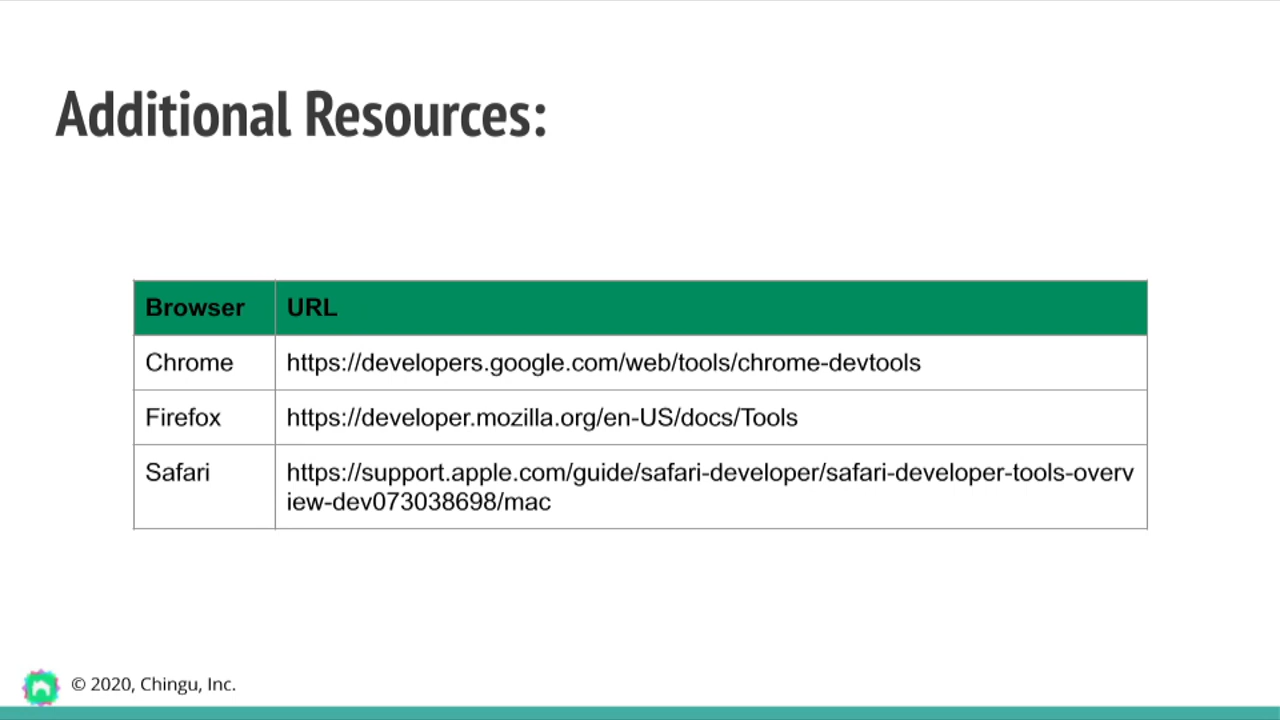 Additional Resources:
Browser URL
Chrome https://developers.google.com/web/tools/chrome-devtools
Firefox https://developer.mozilla.org/en-US/docs/Tools
Safari https://support.apple.com/guide/safari-developer/safari-developer-tools-overv
iew-dev073038698/mac
© 2020, Chingu, Inc.